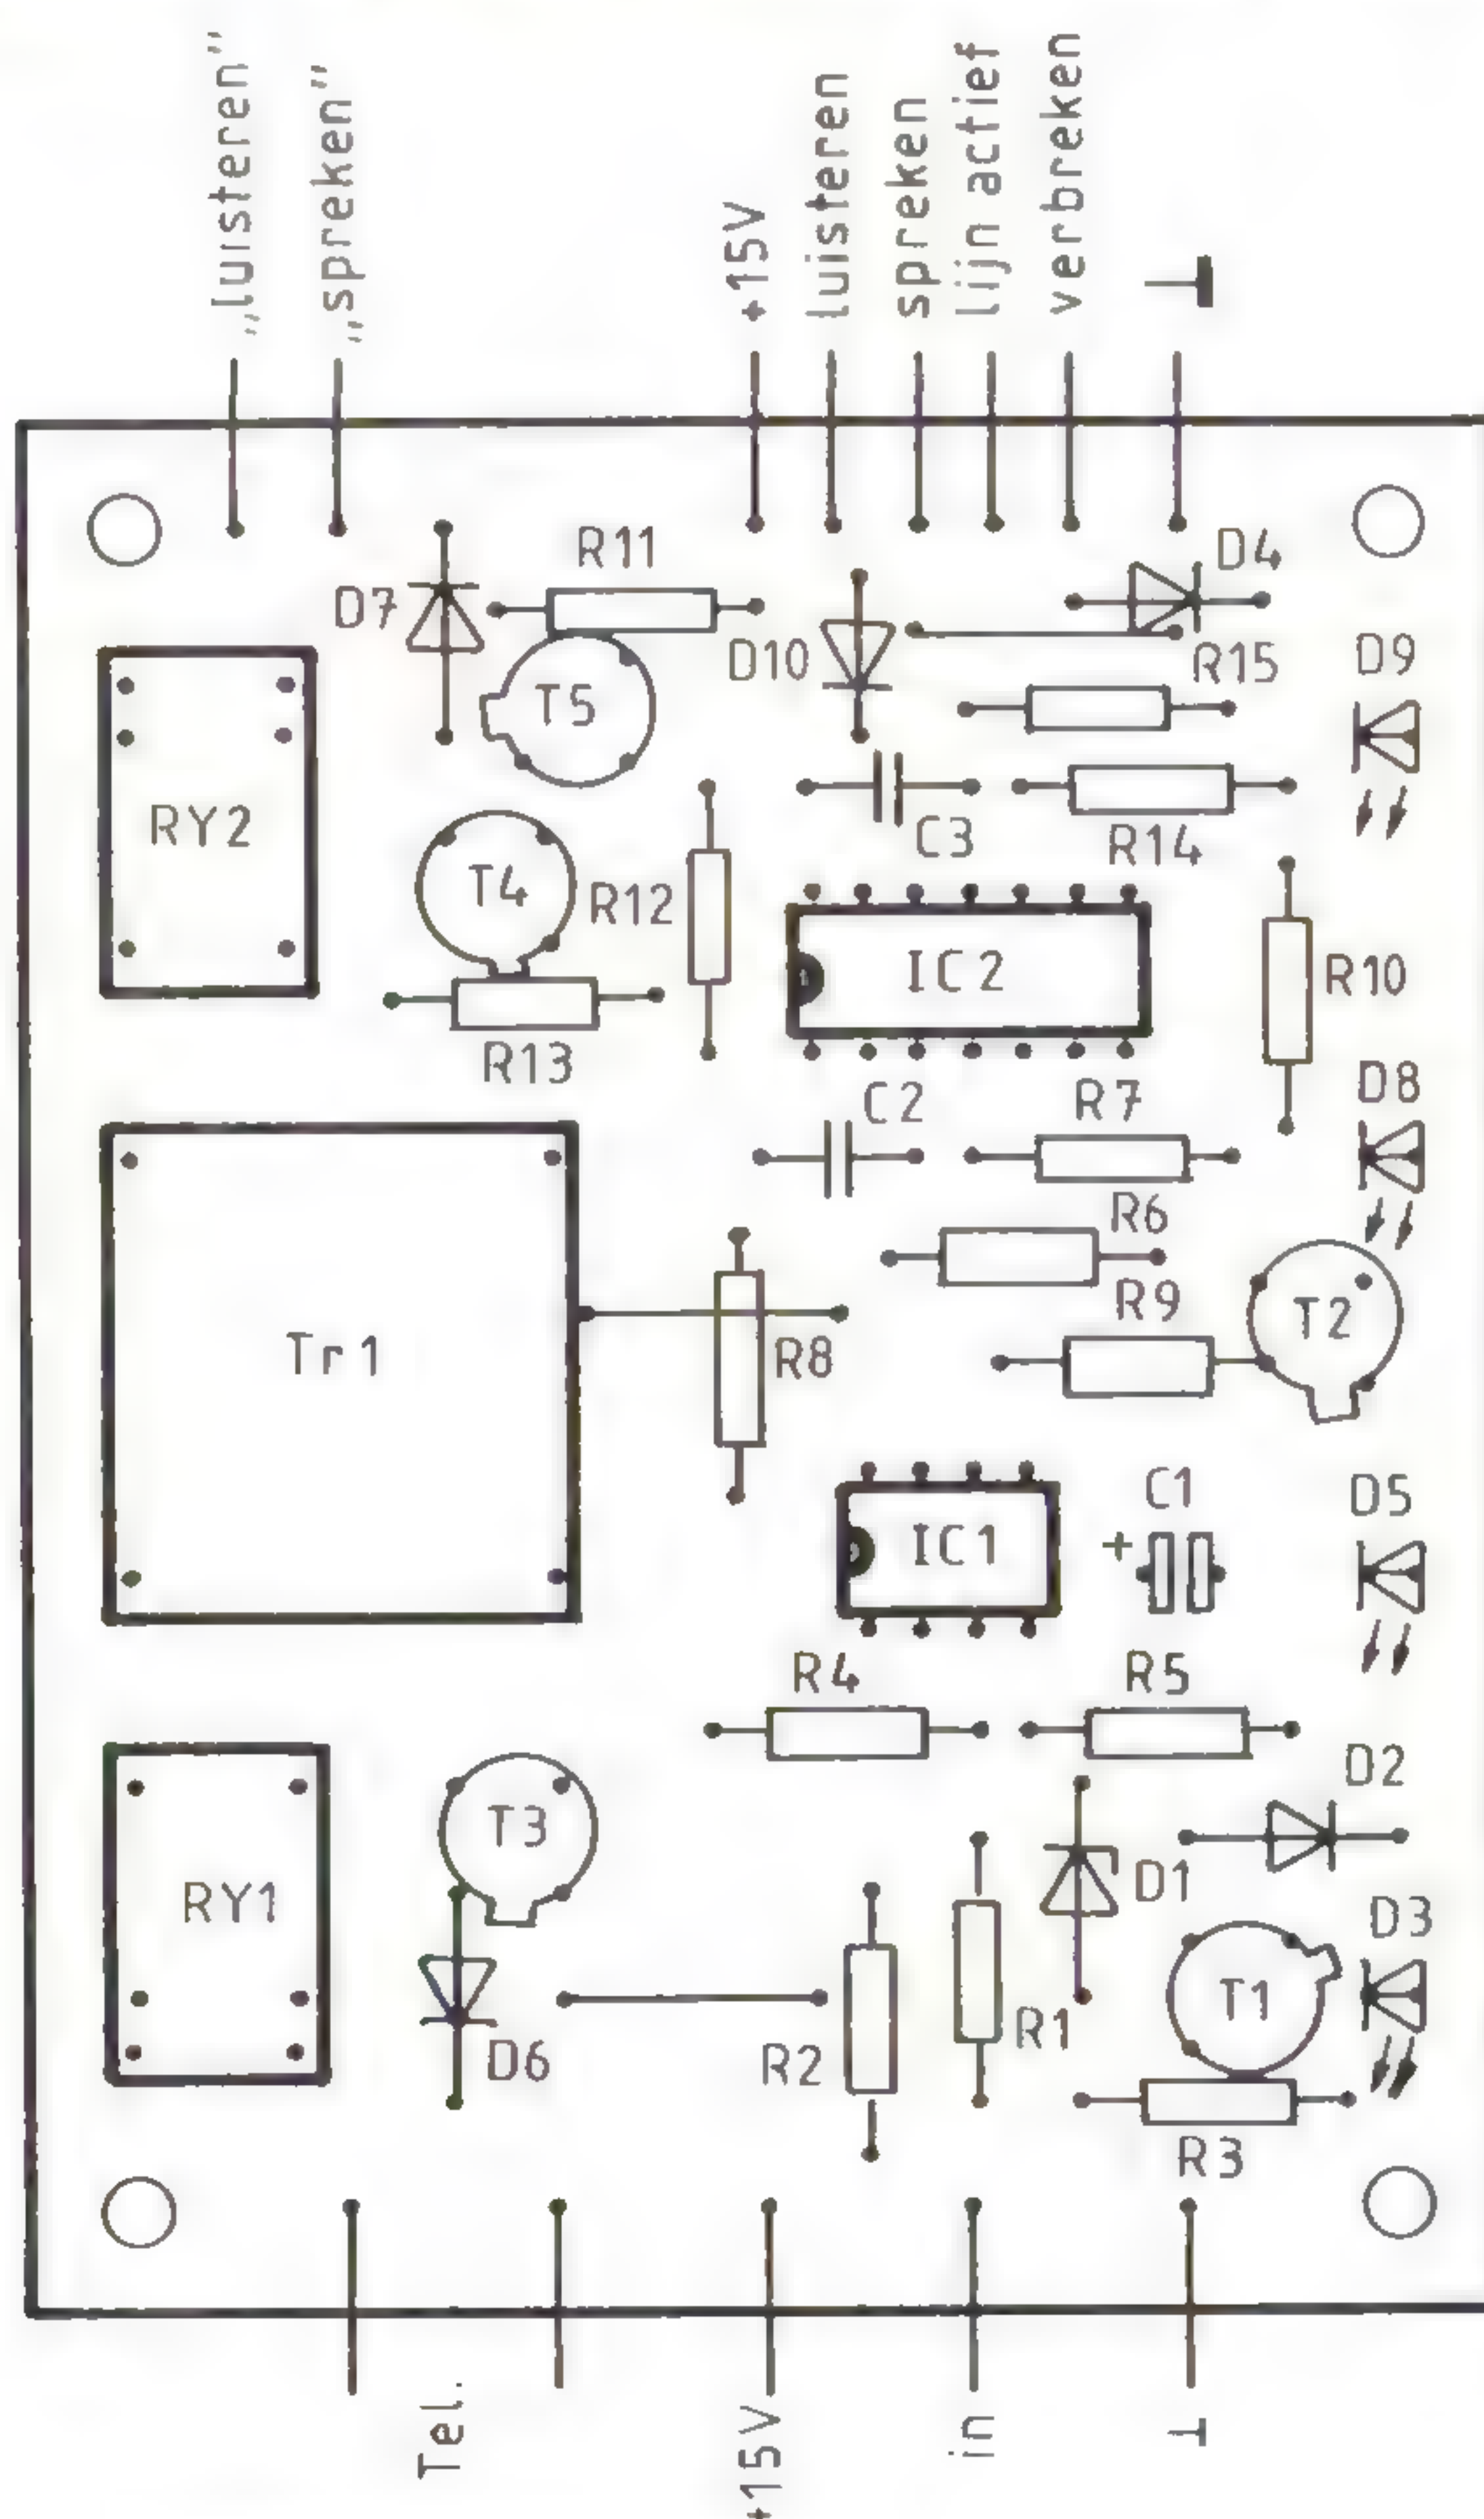 „luisteren”
„spreken”
+15V
luisteren
spreken
lijn actief
verbreken
R11
D4
D7
D10
R15
D9
T5
RY2
C3
R14
T4
R12
IC2
R10
R13
C2
R7
D8
R6
R9
T2
Tr1
R8
C1
D5
+
IC1
R4
R5
D2
T3
D1
RY1
D3
T1
R1
D6
R2
R3
Tel.
+15V
in